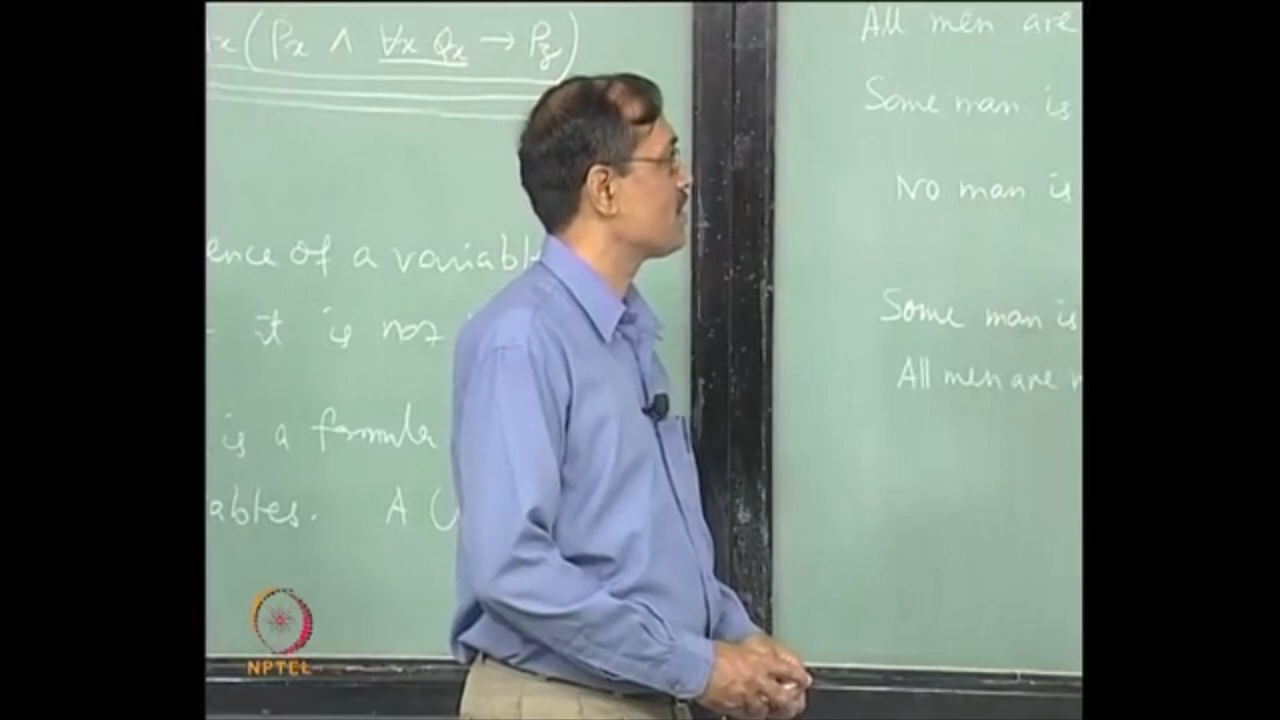 x(Px ∧ ∀x Qx → Pz)
ence of a variabl
it is not
is a formula
ables. A
All men are
Some man is
No man is
Some man is
All men are
NPTEL